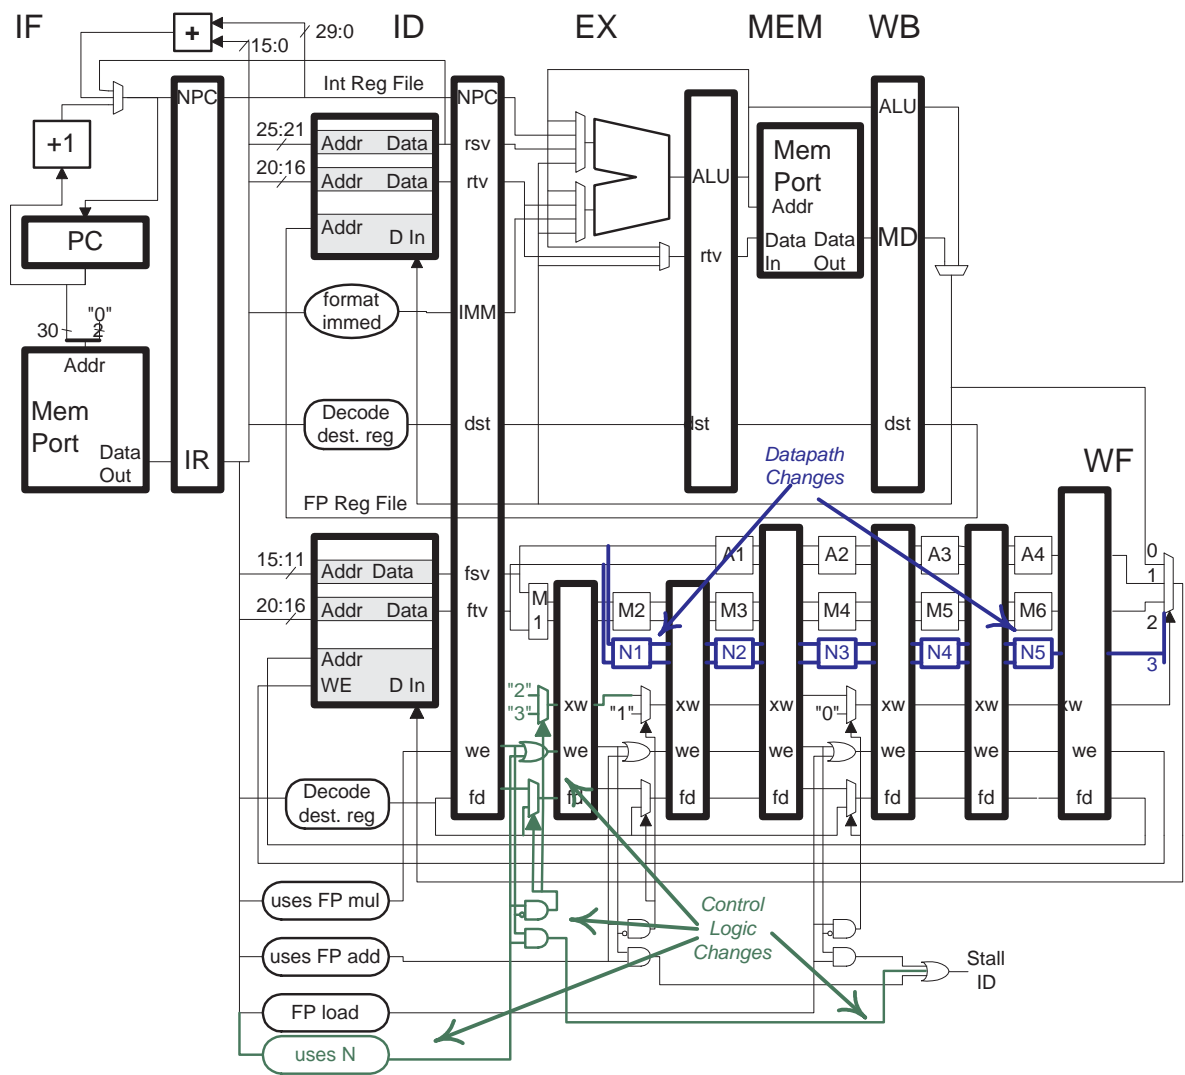 IF
ID
EX
MEM
WB
+
29:0
15:0
Int Reg File
NPC
NPC
ALU
+1
25:21
Addr Data
rsv
20:16
Addr Data
rtv
Addr
D In
ALU
Mem
Port
Addr
Data
In
Data
Out
MD
PC
rtv
format
immed
IMM
"0"
30
2
Addr
Mem
Port
Data
Out
IR
Decode
dest. reg
dst
dst
dst
Datapath
Changes
WF
FP Reg File
15:11
Addr Data
fsv
20:16
Addr Data
ftv
Addr
WE D In
M
1
A1
A2
A3
A4
M2
M3
M4
M5
M6
N1
N2
N3
N4
N5
0
1
2
3
"2"
"3"
xw
"1"
xw
xw
"0"
xw
xw
xw
we
we
we
we
we
we
we
Decode
dest. reg
fd
fd
fd
fd
fd
fd
fd
uses FP mul
uses FP add
FP load
uses N
Control
Logic
Changes
Stall
ID